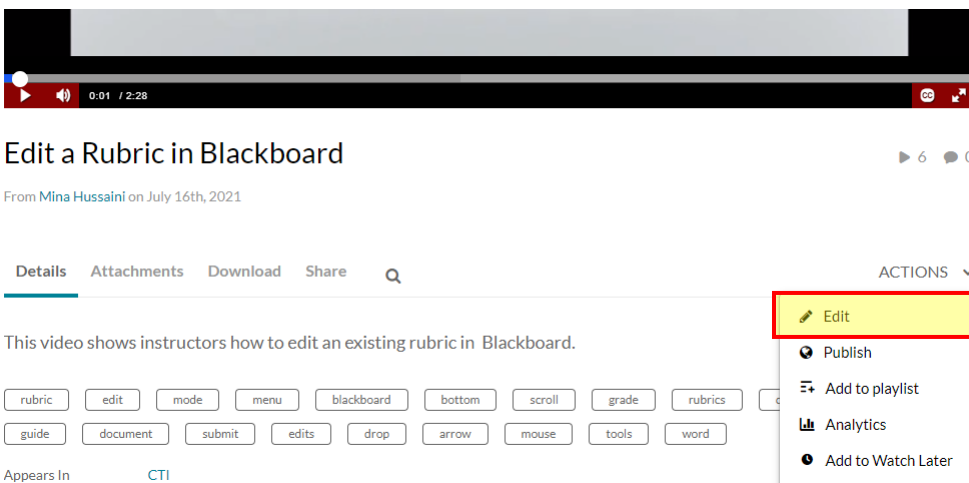 0:01 / 2:28 CC
Edit a Rubric in Blackboard
6
From Mina Hussaini on July 16th, 2021
Details Attachments Download Share ACTIONS
Edit
This video shows instructors how to edit an existing rubric in Blackboard.
Publish
Add to playlist
rubric edit mode menu blackboard bottom scroll grade rubrics
Analytics
guide document submit edits drop arrow mouse tools word
Add to Watch Later
Appears In CTI